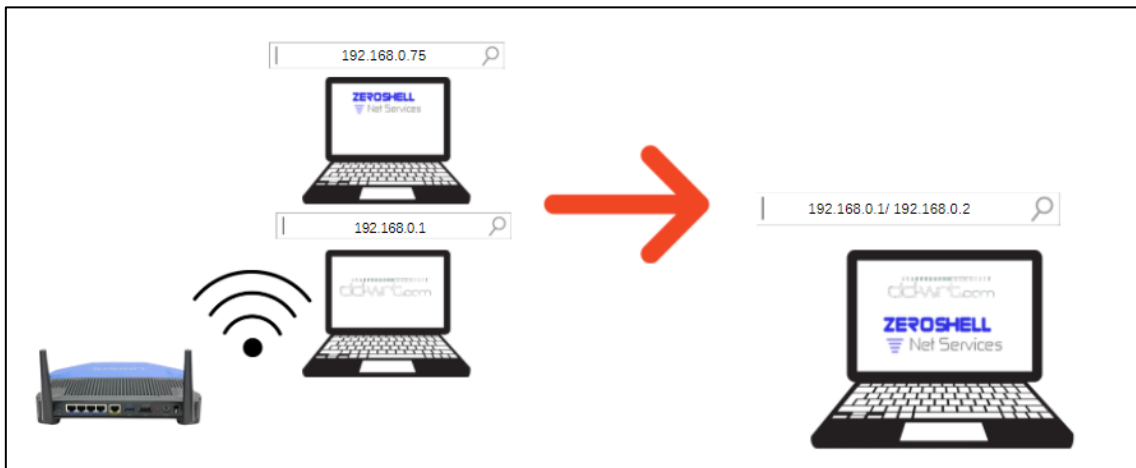 192.168.0.75
ZEROSHELL
Net Services
192.168.0.1
dd-wrt.com
192.168.0.1/ 192.168.0.2
dd-wrt.com
ZEROSHELL
Net Services